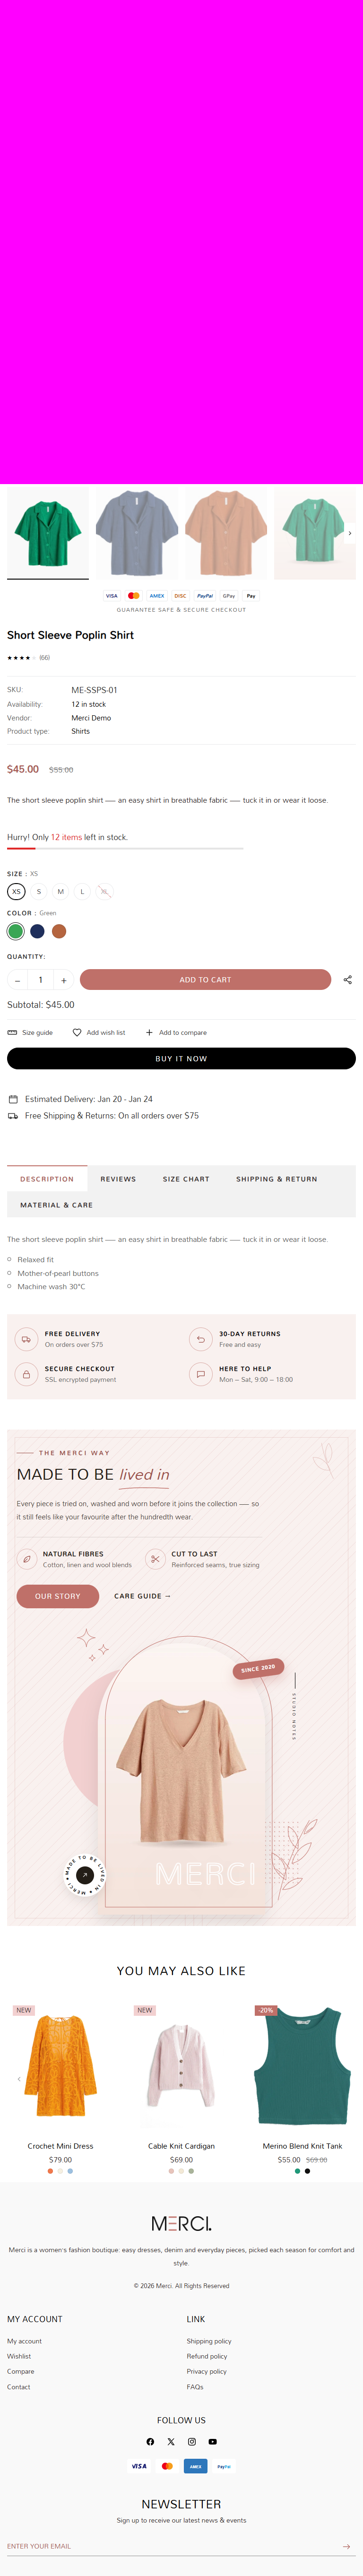 VISA AMEX DISC PayPal GPay Pay
GUARANTEE SAFE & SECURE CHECKOUT
Short Sleeve Poplin Shirt
★★★★★ (66)
SKU: ME-SSPS-01
Availability: 12 in stock
Vendor: Merci Demo
Product type: Shirts
$45.00 $55.00
The short sleeve poplin shirt — an easy shirt in breathable fabric — tuck it in or wear it loose.
Hurry! Only 12 items left in stock.
SIZE : XS
XS S M L XL
COLOR : Green
QUANTITY:
− 1 + ADD TO CART
Subtotal: $45.00
Size guide Add wish list Add to compare
BUY IT NOW
Estimated Delivery: Jan 20 - Jan 24
Free Shipping & Returns: On all orders over $75
DESCRIPTION REVIEWS SIZE CHART SHIPPING & RETURN
MATERIAL & CARE
The short sleeve poplin shirt — an easy shirt in breathable fabric — tuck it in or wear it loose.
Relaxed fit
Mother-of-pearl buttons
Machine wash 30°C
FREE DELIVERY
On orders over $75
30-DAY RETURNS
Free and easy
SECURE CHECKOUT
SSL encrypted payment
HERE TO HELP
Mon – Sat, 9:00 – 18:00
THE MERCI WAY
MADE TO BE lived in
Every piece is tried on, washed and worn before it joins the collection — so
it still feels like your favourite after the hundredth wear.
NATURAL FIBRES
Cotton, linen and wool blends
CUT TO LAST
Reinforced seams, true sizing
OUR STORY CARE GUIDE →
SINCE 2020
STUDIO NOTES
MERCI
MADE TO BE LIVED IN • MERCI •
YOU MAY ALSO LIKE
NEW
NEW
-20%
Crochet Mini Dress
$79.00
Cable Knit Cardigan
$69.00
Merino Blend Knit Tank
$55.00 $69.00
MERCI.
Merci is a women's fashion boutique: easy dresses, denim and everyday pieces, picked each season for comfort and
style.
© 2026 Merci. All Rights Reserved
MY ACCOUNT
My account
Wishlist
Compare
Contact
LINK
Shipping policy
Refund policy
Privacy policy
FAQs
FOLLOW US
VISA AMEX PayPal
NEWSLETTER
Sign up to receive our latest news & events
ENTER YOUR EMAIL